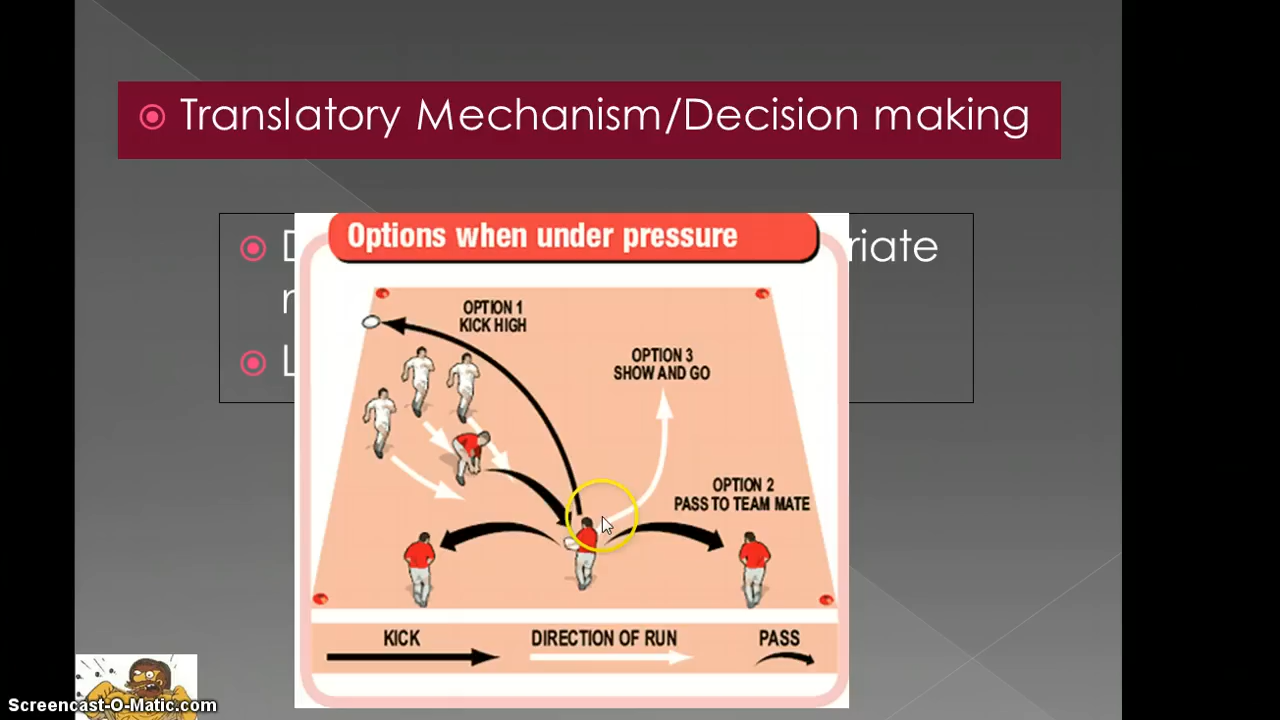 Translatory Mechanism/Decision making
Options when under pressure
OPTION 1
KICK HIGH
OPTION 3
SHOW AND GO
OPTION 2
PASS TO TEAM MATE
KICK
DIRECTION OF RUN
PASS
Screencast-O-Matic.com